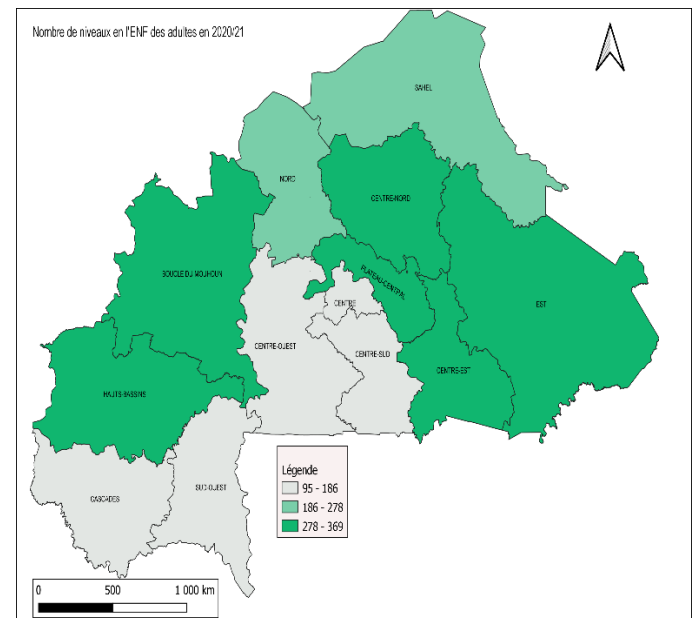 Nombre de niveaux en l'ENF des adultes en 2020/21
SAHEL
NORD
CENTRE-NORD
BOUCLE DU MOUHOUN
PLATEAU-CENTRAL
EST
CENTRE
CENTRE-OUEST
CENTRE-SUD
CENTRE-EST
HAUTS-BASSINS
SUD-OUEST
CASCADES
Légende
95 - 186
186 - 278
278 - 369
0 500 1 000 km